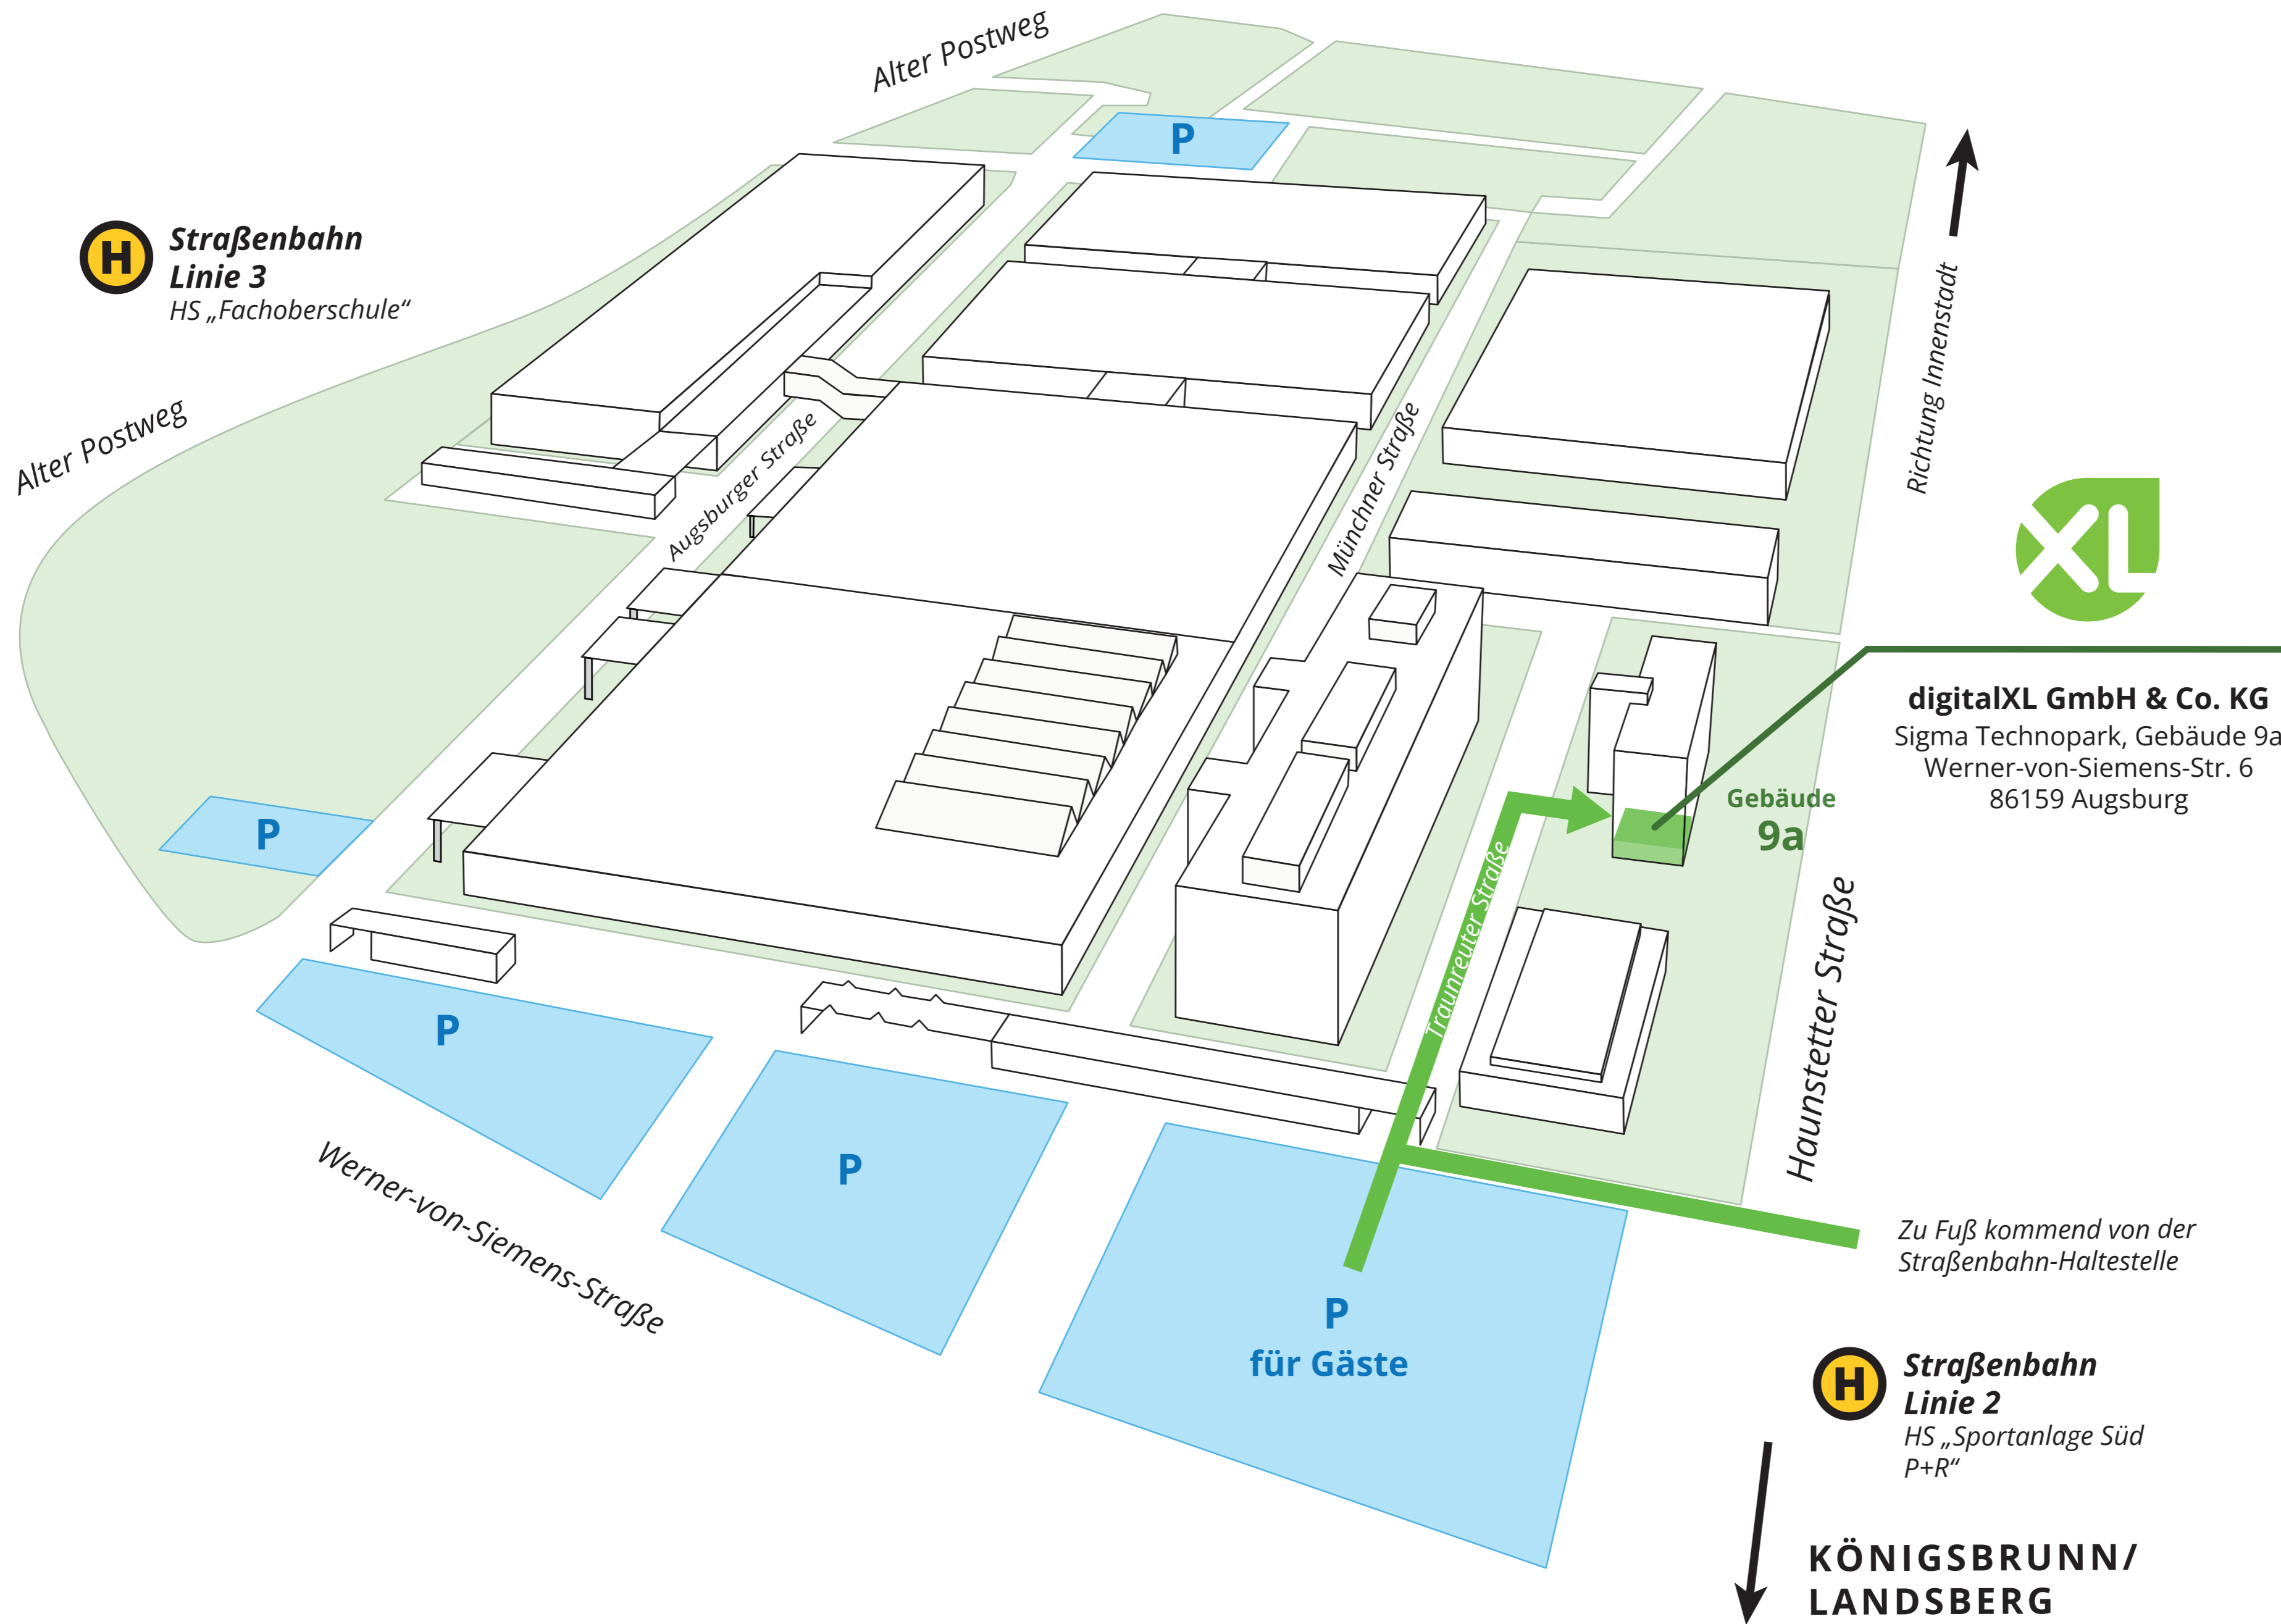 Alter Postweg
P
H
Straßenbahn
Linie 3
HS „Fachoberschule“
Richtung Innenstadt
Alter Postweg
Augsburger Straße
Münchner Straße
XL
digitalXL GmbH & Co. KG
Sigma Technopark, Gebäude 9a
Werner-von-Siemens-Str. 6
86159 Augsburg
Gebäude
9a
P
Traunreuter Straße
Haunstetter Straße
P
P
Werner-von-Siemens-Straße
Zu Fuß kommend von der
Straßenbahn-Haltestelle
P
für Gäste
H
Straßenbahn
Linie 2
HS „Sportanlage Süd
P+R“
KÖNIGSBRUNN/
LANDSBERG